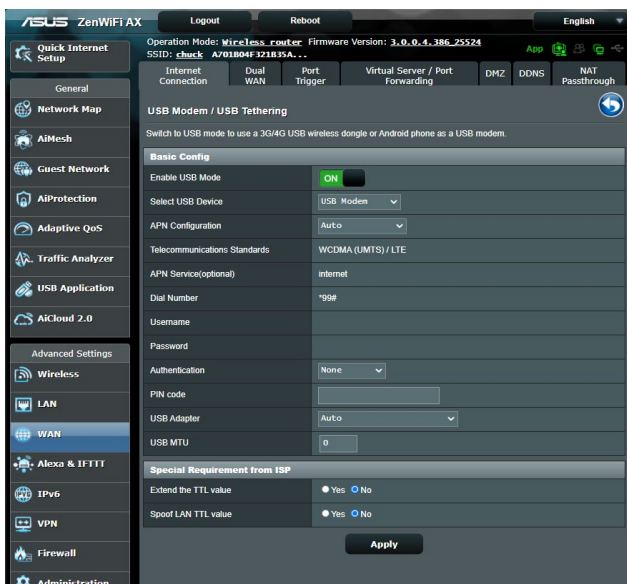 ASUS ZenWiFi AX Logout Reboot English
Quick Internet Setup
Operation Mode: Wireless router Firmware Version: 3.0.0.4.386_25524
SSID: chuck A701B04F321B35A...
App
General
Network Map
AiMesh
Guest Network
AiProtection
Adaptive QoS
Traffic Analyzer
USB Application
AiCloud 2.0
Advanced Settings
Wireless
LAN
WAN
Alexa & IFTTT
IPv6
VPN
Firewall
Administration
Internet Connection
Dual WAN
Port Trigger
Virtual Server / Port Forwarding
DMZ
DDNS
NAT Passthrough
USB Modem / USB Tethering
Switch to USB mode to use a 3G/4G USB wireless dongle or Android phone as a USB modem.
Basic Config
Enable USB Mode ON
Select USB Device USB Modem
APN Configuration Auto
Telecommunications Standards WCDMA (UMTS) / LTE
APN Service(optional) internet
Dial Number *99#
Username
Password
Authentication None
PIN code
USB Adapter Auto
USB MTU 0
Special Requirement from ISP
Extend the TTL value Yes No
Spoof LAN TTL value Yes No
Apply